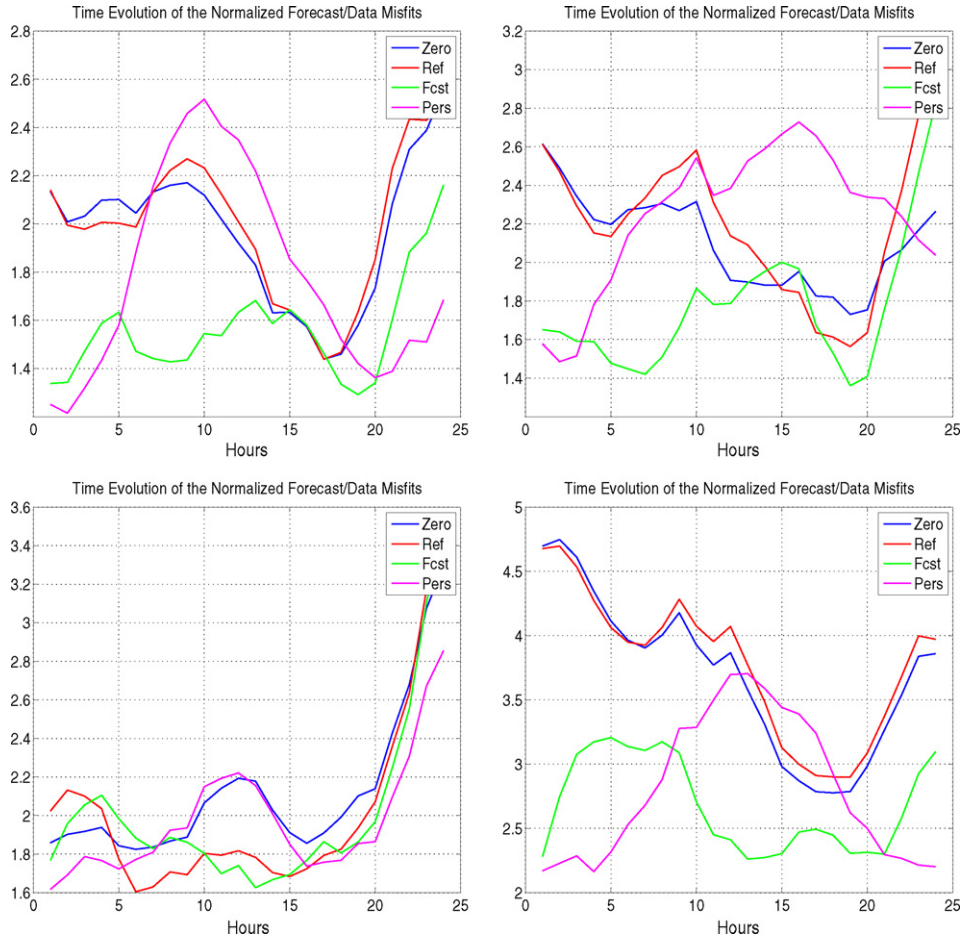 Time Evolution of the Normalized Forecast/Data Misfits
2.8
2.6
2.4
2.2
2
1.8
1.6
1.4
0
5
10
15
20
25
Hours
Zero
Ref
Fcst
Pers
Time Evolution of the Normalized Forecast/Data Misfits
3.2
3
2.8
2.6
2.4
2.2
2
1.8
1.6
1.4
0
5
10
15
20
25
Hours
Zero
Ref
Fcst
Pers
Time Evolution of the Normalized Forecast/Data Misfits
3.6
3.4
3.2
3
2.8
2.6
2.4
2.2
2
1.8
1.6
0
5
10
15
20
25
Hours
Zero
Ref
Fcst
Pers
Time Evolution of the Normalized Forecast/Data Misfits
5
4.5
4
3.5
3
2.5
2
0
5
10
15
20
25
Hours
Zero
Ref
Fcst
Pers